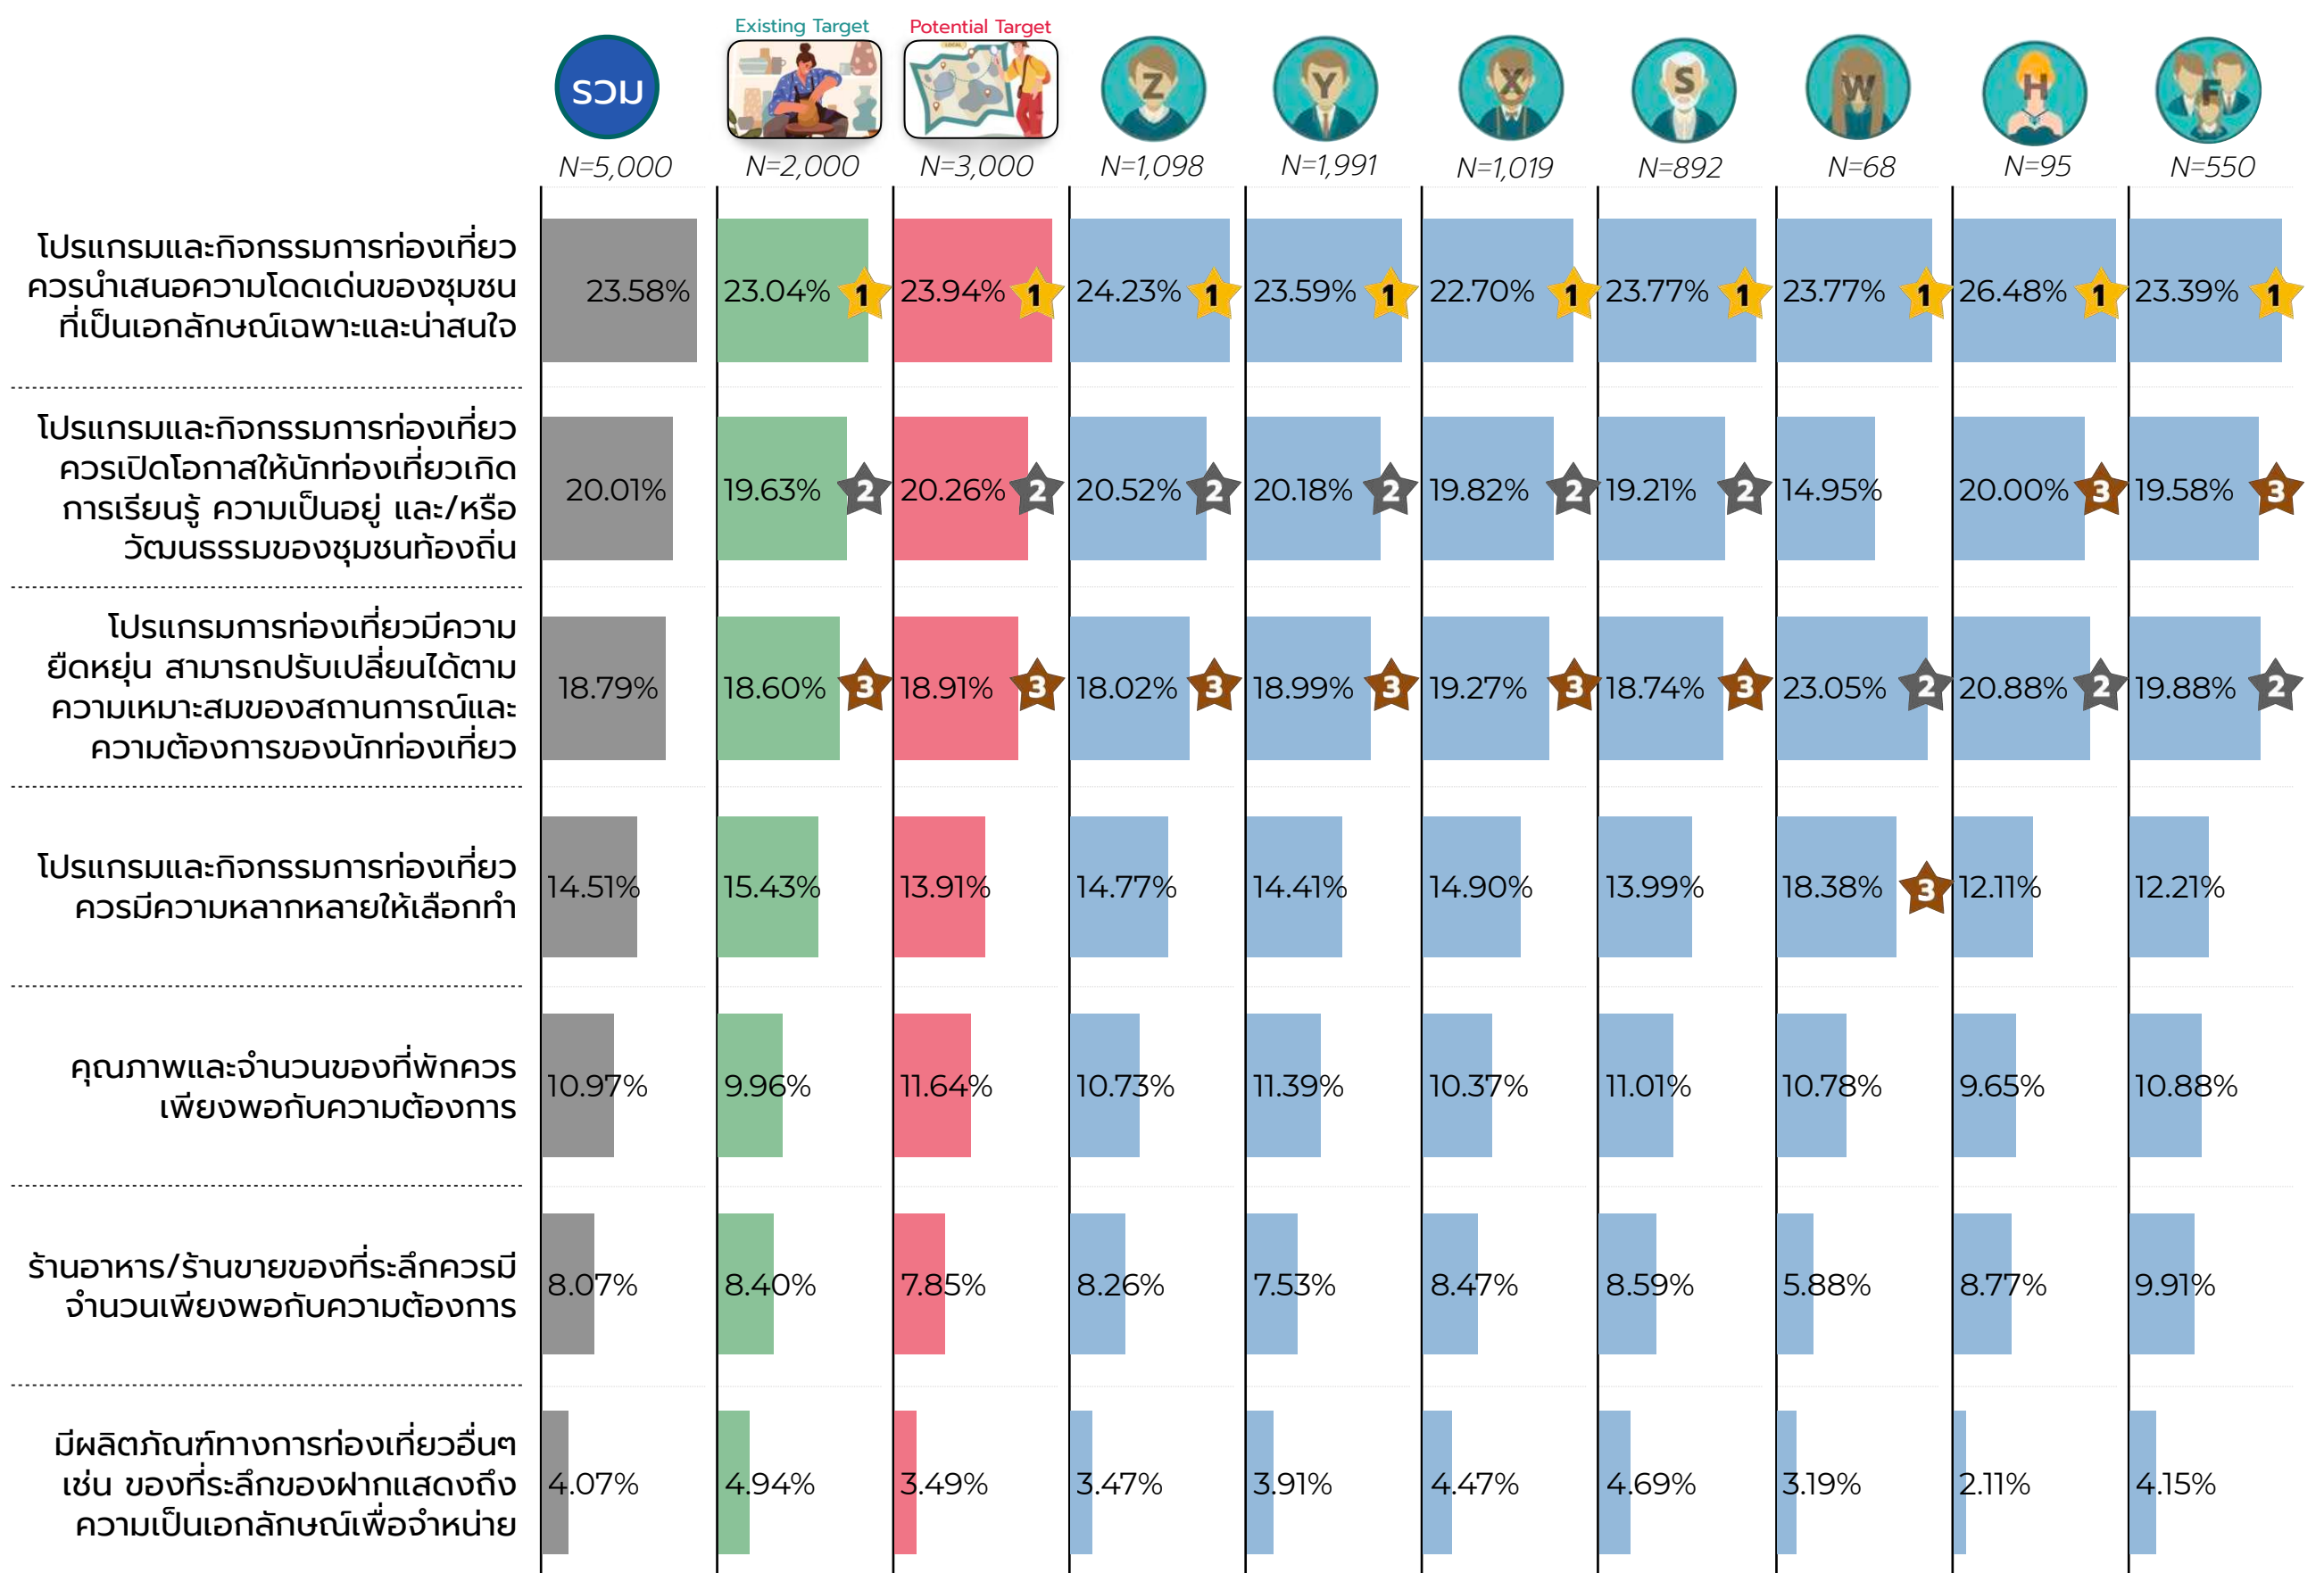 Existing Target Potential Target
รวม Z Y X S W H F
N=5,000 N=2,000 N=3,000 N=1,098 N=1,991 N=1,019 N=892 N=68 N=95 N=550
โปรแกรมและกิจกรรมการท่องเที่ยว
ควรนำเสนอความโดดเด่นของชุมชน
ที่เป็นเอกลักษณ์เฉพาะและน่าสนใจ
23.58% 23.04% 1 23.94% 1 24.23% 1 23.59% 1 22.70% 1 23.77% 1 23.77% 1 26.48% 1 23.39% 1
โปรแกรมและกิจกรรมการท่องเที่ยว
ควรเปิดโอกาสให้นักท่องเที่ยวเกิด
การเรียนรู้ ความเป็นอยู่ และ/หรือ
วัฒนธรรมของชุมชนท้องถิ่น
20.01% 19.63% 2 20.26% 2 20.52% 2 20.18% 2 19.82% 2 19.21% 2 14.95% 20.00% 3 19.58% 3
โปรแกรมการท่องเที่ยวมีความ
ยืดหยุ่น สามารถปรับเปลี่ยนได้ตาม
ความเหมาะสมของสถานการณ์และ
ความต้องการของนักท่องเที่ยว
18.79% 18.60% 3 18.91% 3 18.02% 3 18.99% 3 19.27% 3 18.74% 3 23.05% 2 20.88% 2 19.88% 2
โปรแกรมและกิจกรรมการท่องเที่ยว
ควรมีความหลากหลายให้เลือกทำ
14.51% 15.43% 13.91% 14.77% 14.41% 14.90% 13.99% 18.38% 3 12.11% 12.21%
คุณภาพและจำนวนของที่พักควร
เพียงพอกับความต้องการ
10.97% 9.96% 11.64% 10.73% 11.39% 10.37% 11.01% 10.78% 9.65% 10.88%
ร้านอาหาร/ร้านขายของที่ระลึกควรมี
จำนวนเพียงพอกับความต้องการ
8.07% 8.40% 7.85% 8.26% 7.53% 8.47% 8.59% 5.88% 8.77% 9.91%
มีผลิตภัณฑ์ทางการท่องเที่ยวอื่นๆ
เช่น ของที่ระลึกของฝากแสดงถึง
ความเป็นเอกลักษณ์เพื่อจำหน่าย
4.07% 4.94% 3.49% 3.47% 3.91% 4.47% 4.69% 3.19% 2.11% 4.15%